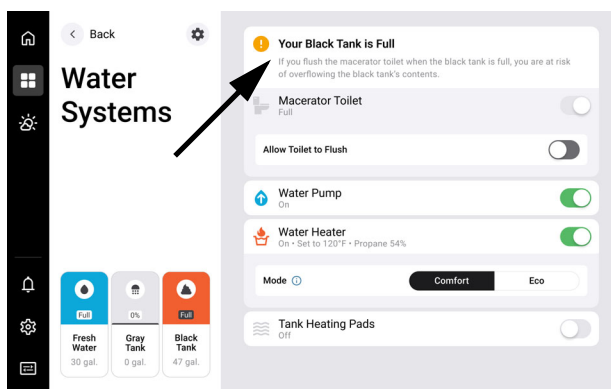 Back
Water
Systems
Your Black Tank is Full
If you flush the macerator toilet when the black tank is full, you are at risk
of overflowing the black tank's contents.
Macerator Toilet
Full
Allow Toilet to Flush
Water Pump
On
Water Heater
On • Set to 120°F • Propane 54%
Mode
Comfort Eco
Tank Heating Pads
Off
Full 0% Full
Fresh Gray Black
Water Tank Tank
30 gal. 0 gal. 47 gal.